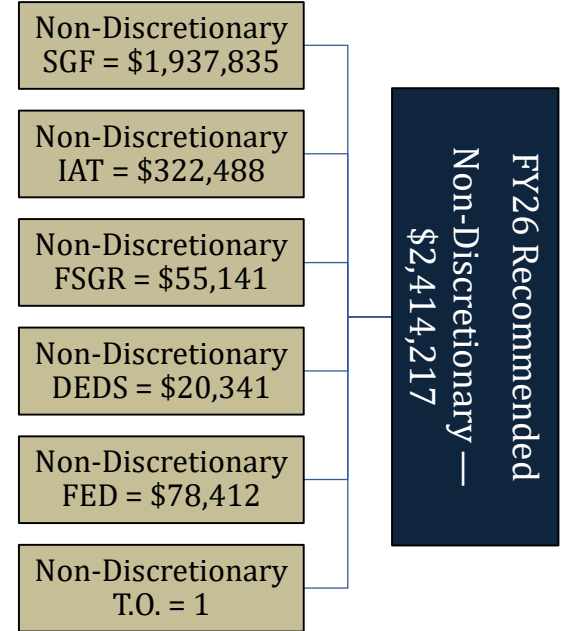 Non-Discretionary
SGF = $1,937,835
Non-Discretionary
IAT = $322,488
Non-Discretionary
FSGR = $55,141
Non-Discretionary
DEDS = $20,341
Non-Discretionary
FED = $78,412
Non-Discretionary
T.O. = 1
FY26 Recommended
Non-Discretionary —
$2,414,217